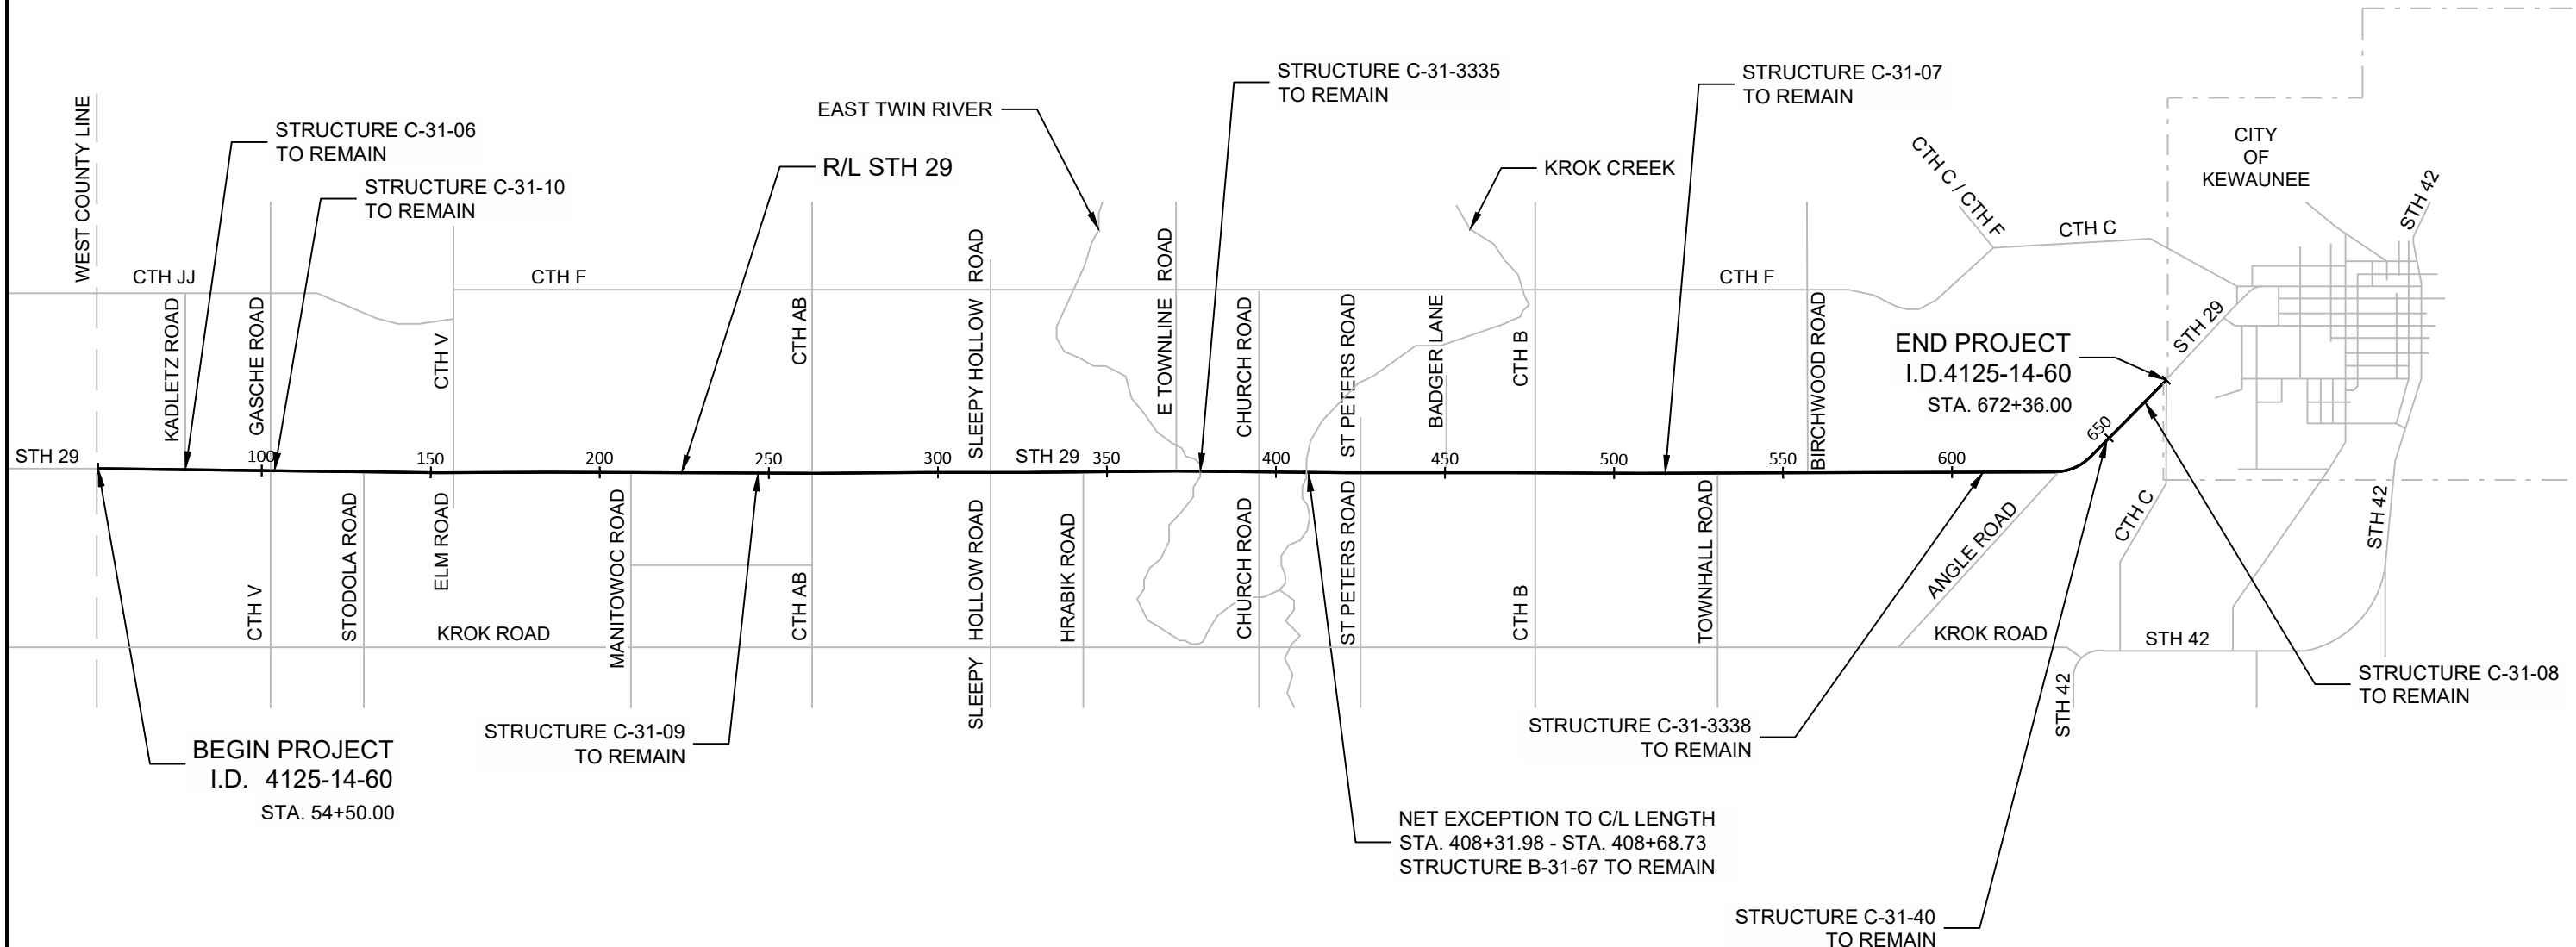 WEST COUNTY LINE
STRUCTURE C-31-06
TO REMAIN
STRUCTURE C-31-10
TO REMAIN
EAST TWIN RIVER
R/L STH 29
STRUCTURE C-31-3335
TO REMAIN
KROK CREEK
STRUCTURE C-31-07
TO REMAIN
CTH C / CTH F
CTH C
CITY
OF
KEWAUNEE
STH 42
CTH JJ
CTH F
CTH F
KADLETZ ROAD
GASCHE ROAD
CTH V
CTH AB
SLEEPY HOLLOW ROAD
E TOWNLINE ROAD
CHURCH ROAD
ST PETERS ROAD
BADGER LANE
CTH B
BIRCHWOOD ROAD
END PROJECT
I.D.4125-14-60
STA. 672+36.00
STH 29
STH 29
100
150
200
250
300
STH 29
350
400
450
500
550
600
650
CTH V
STODOLA ROAD
ELM ROAD
MANITOWOC ROAD
CTH AB
SLEEPY HOLLOW ROAD
HRABIK ROAD
CHURCH ROAD
ST PETERS ROAD
CTH B
TOWNHALL ROAD
ANGLE ROAD
CTH C
STH 42
KROK ROAD
KROK ROAD
STH 42
STH 42
BEGIN PROJECT
I.D. 4125-14-60
STA. 54+50.00
STRUCTURE C-31-09
TO REMAIN
NET EXCEPTION TO C/L LENGTH
STA. 408+31.98 - STA. 408+68.73
STRUCTURE B-31-67 TO REMAIN
STRUCTURE C-31-3338
TO REMAIN
STRUCTURE C-31-08
TO REMAIN
STRUCTURE C-31-40
TO REMAIN
SLEEPY